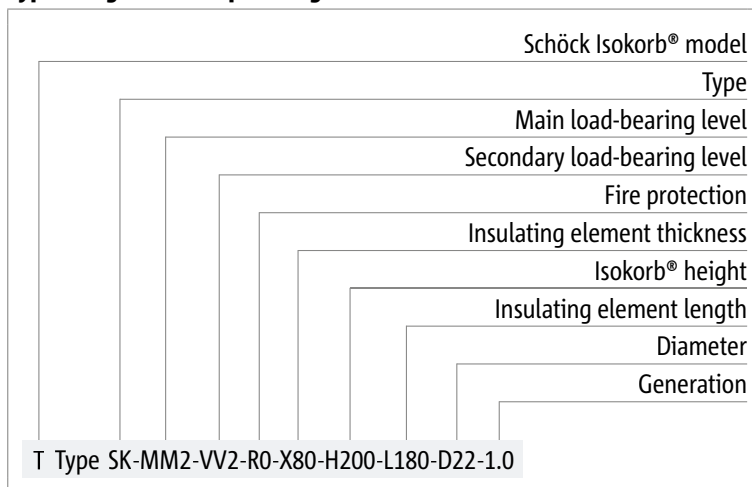 Schöck Isokorb® model
Type
Main load-bearing level
Secondary load-bearing level
Fire protection
Insulating element thickness
Isokorb® height
Insulating element length
Diameter
Generation
T Type SK-MM2-VV2-R0-X80-H200-L180-D22-1.0